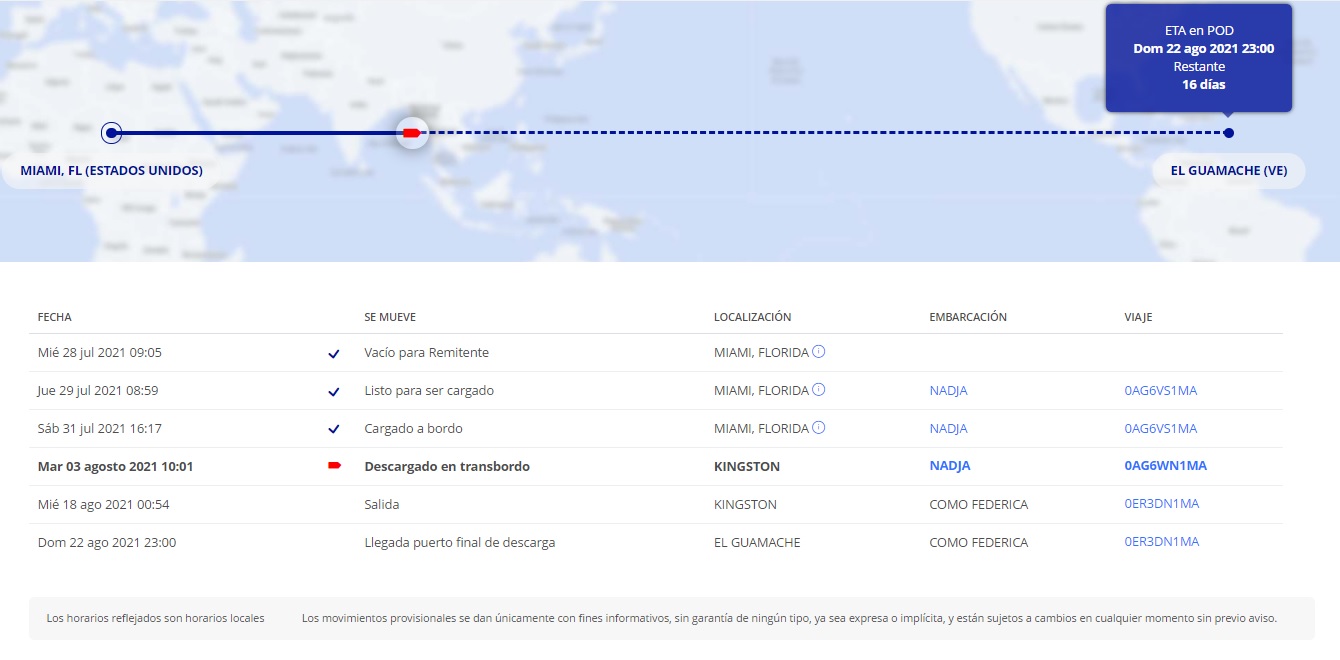 ETA en POD
Dom 22 ago 2021 23:00
Restante
16 días
MIAMI, FL (ESTADOS UNIDOS)
EL GUAMACHE (VE)
FECHA SE MUEVE LOCALIZACIÓN EMBARCACIÓN VIAJE
Mié 28 jul 2021 09:05 Vacío para Remitente MIAMI, FLORIDA
Jue 29 jul 2021 08:59 Listo para ser cargado MIAMI, FLORIDA NADJA 0AG6VS1MA
Sáb 31 jul 2021 16:17 Cargado a bordo MIAMI, FLORIDA NADJA 0AG6VS1MA
Mar 03 agosto 2021 10:01 Descargado en transbordo KINGSTON NADJA 0AG6WN1MA
Mié 18 ago 2021 00:54 Salida KINGSTON COMO FEDERICA 0ER3DN1MA
Dom 22 ago 2021 23:00 Llegada puerto final de descarga EL GUAMACHE COMO FEDERICA 0ER3DN1MA
Los horarios reflejados son horarios locales Los movimientos provisionales se dan únicamente con fines informativos, sin garantía de ningún tipo, ya sea expresa o implícita, y están sujetos a cambios en cualquier momento sin previo aviso.